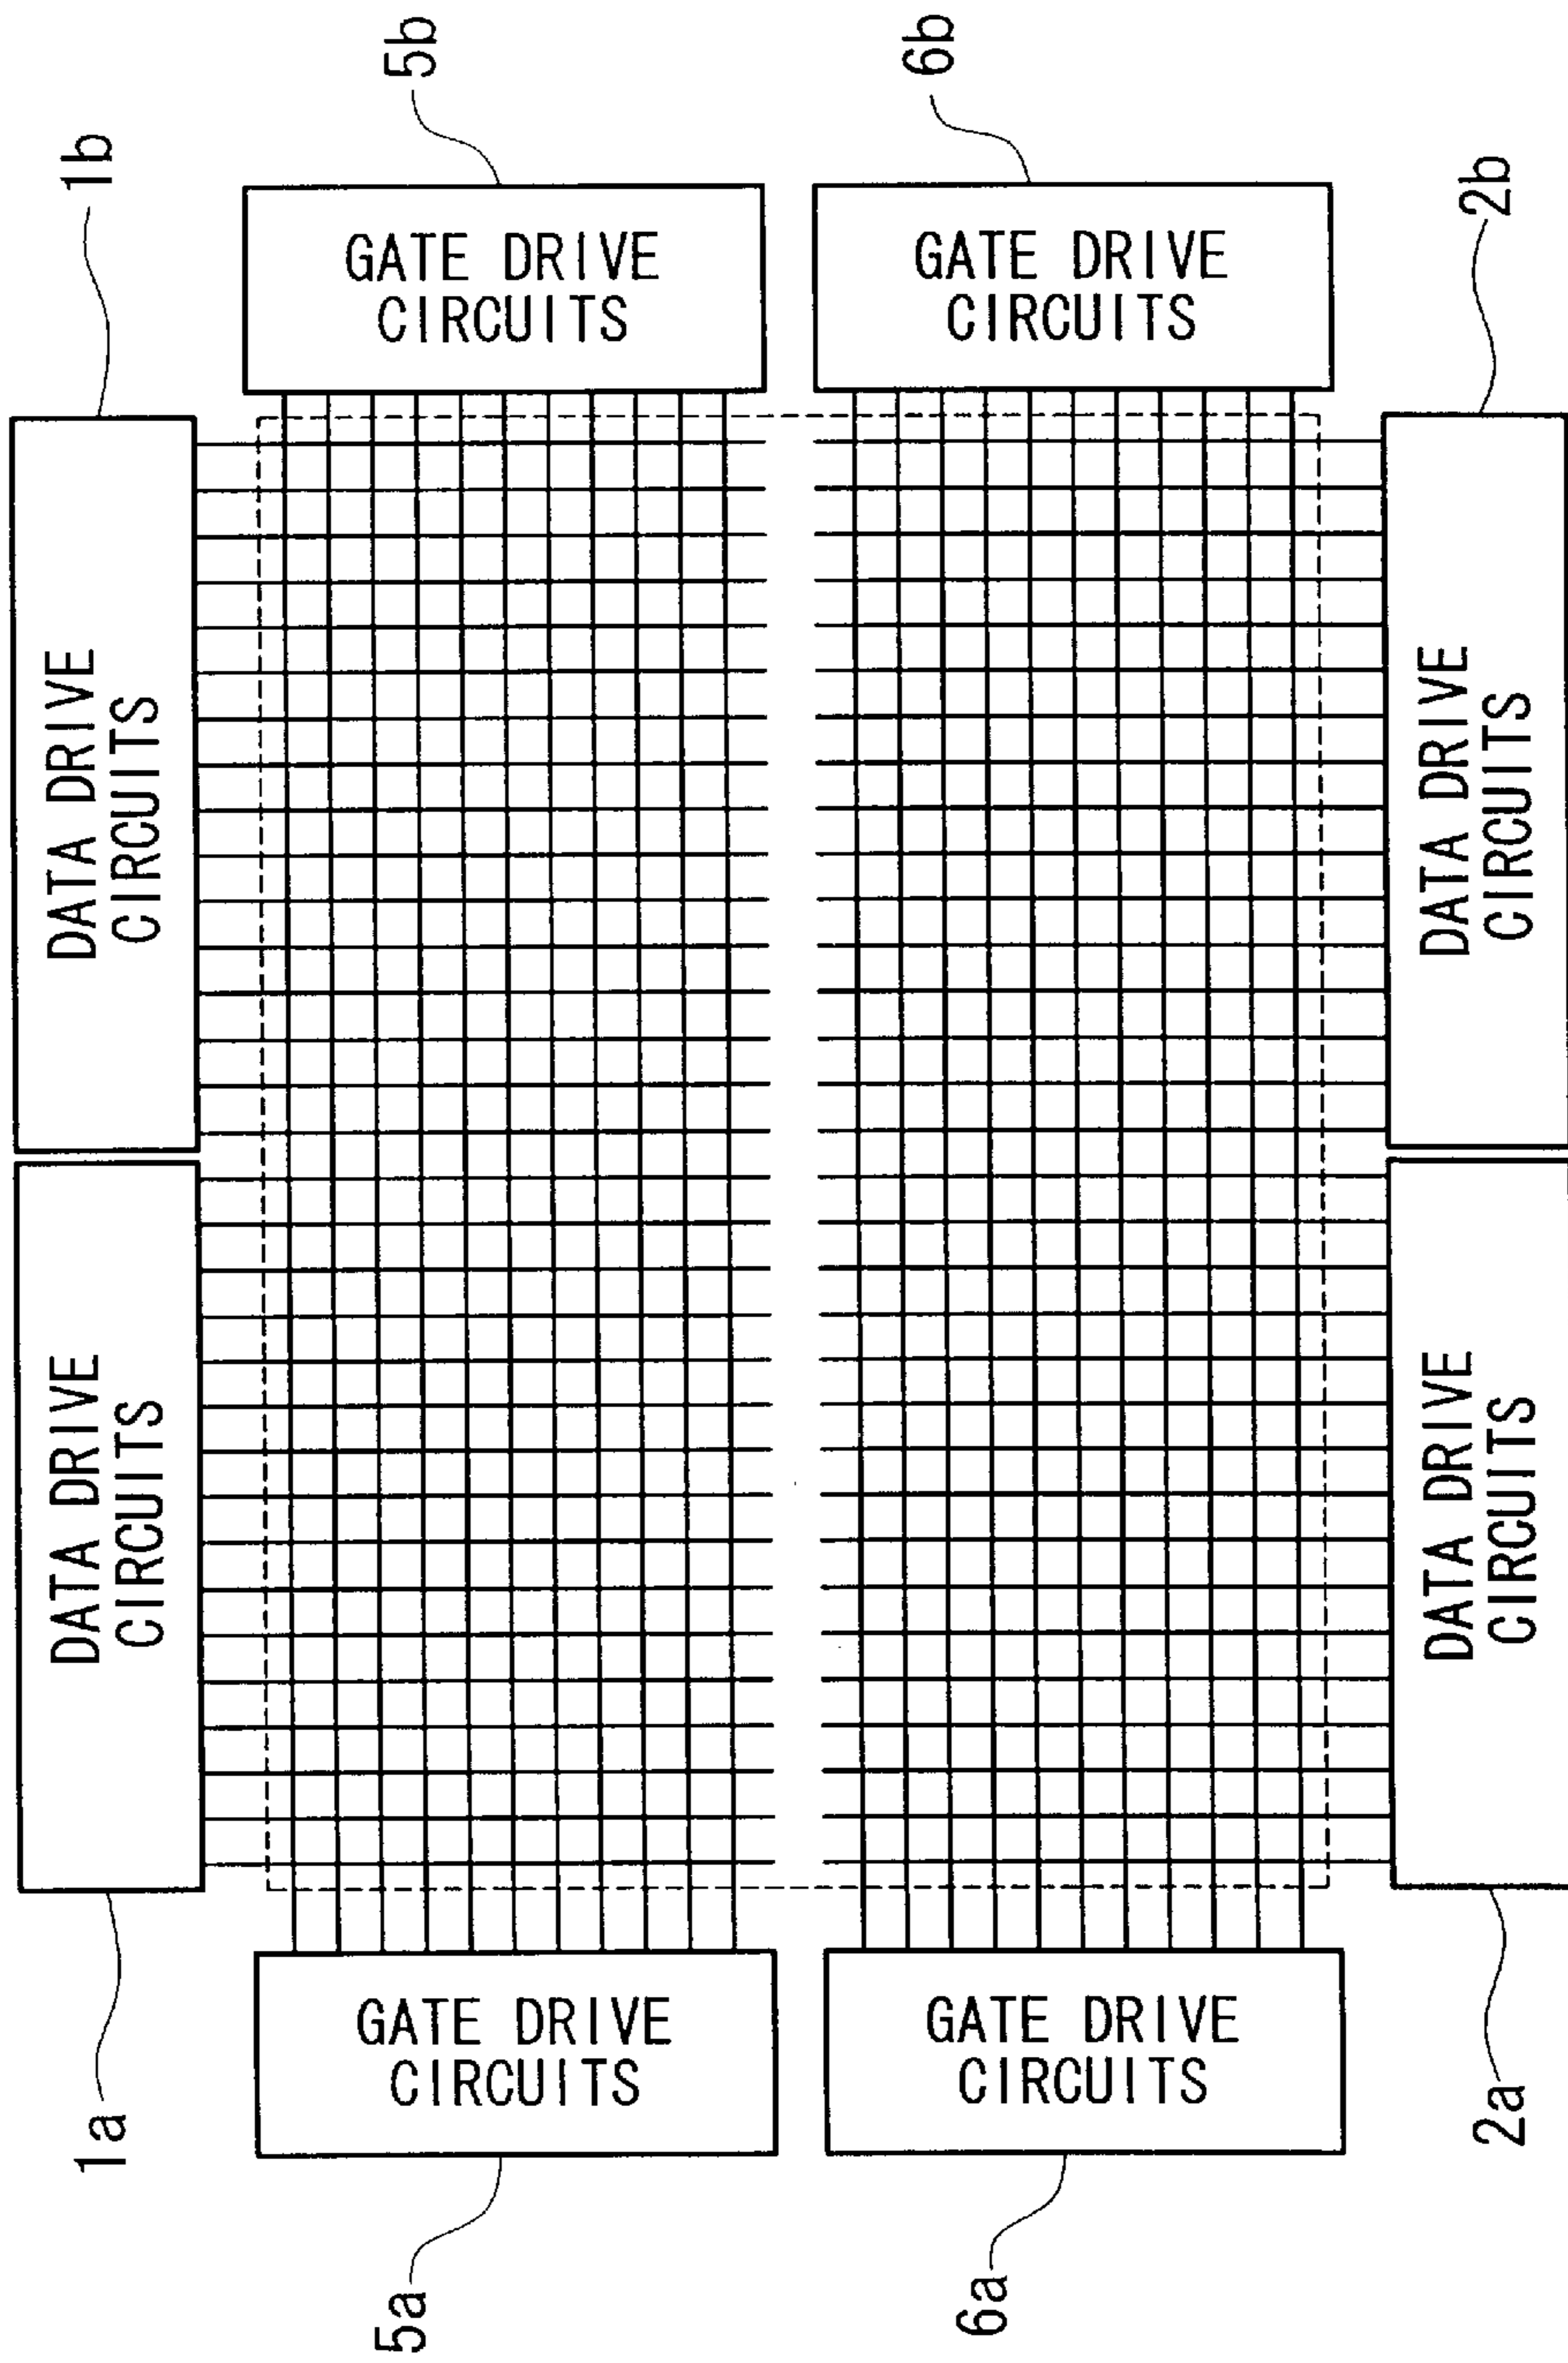 1a
DATA DRIVE
CIRCUITS
DATA DRIVE
CIRCUITS
1b
5a
GATE DRIVE
CIRCUITS
GATE DRIVE
CIRCUITS
5b
6a
GATE DRIVE
CIRCUITS
GATE DRIVE
CIRCUITS
6b
2a
DATA DRIVE
CIRCUITS
DATA DRIVE
CIRCUITS
2b